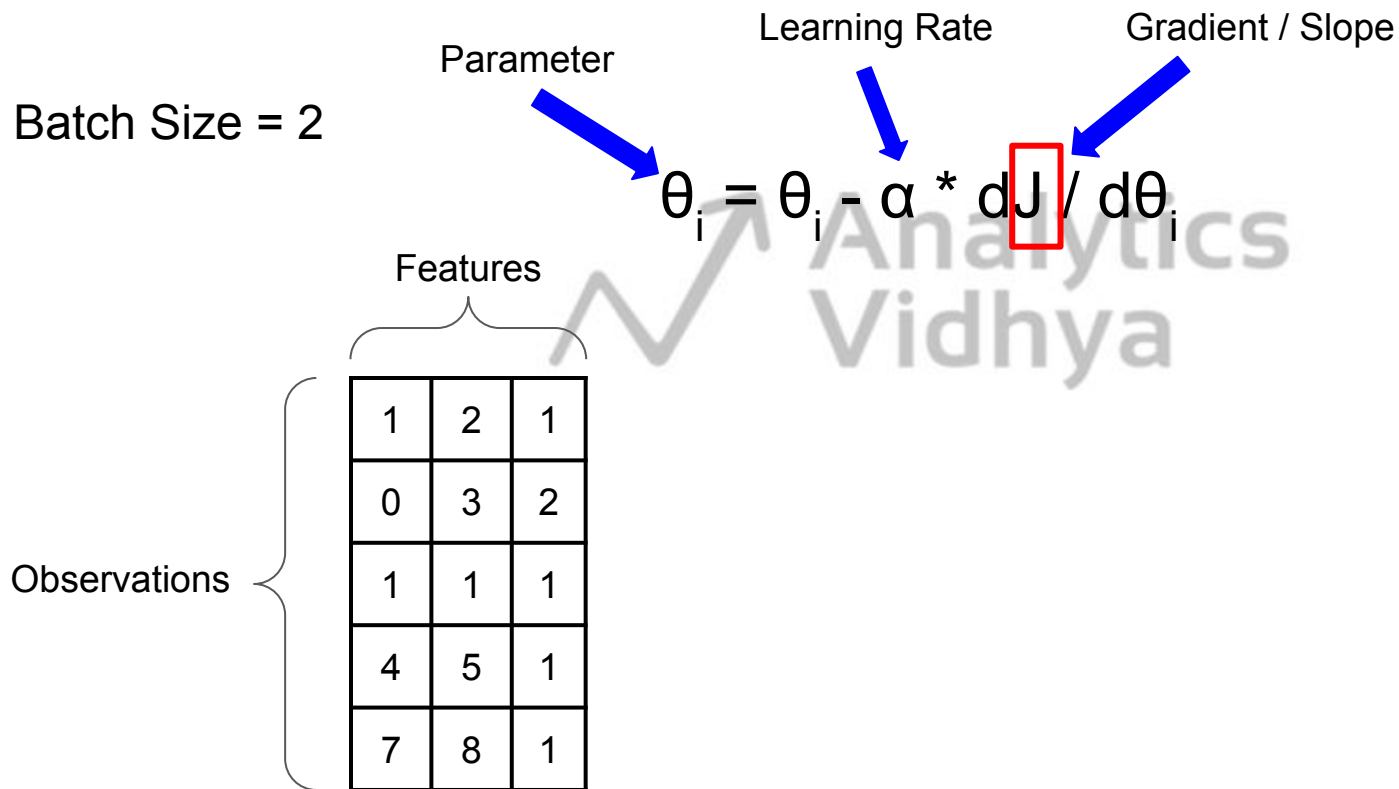 Learning Rate
Gradient / Slope
Parameter
Batch Size = 2
θi = θi - α * dJ / dθi
Analytics
Vidhya
Features
1 2 1
0 3 2
Observations
1 1 1
4 5 1
7 8 1